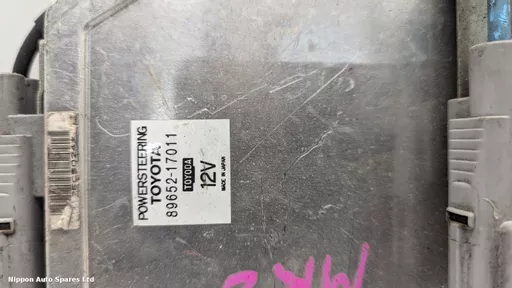 POWERSTEERING
TOYOTA
89652-17011
TOYODA
12V
MADE IN JAPAN
MR2
Nippon Auto Spares Ltd